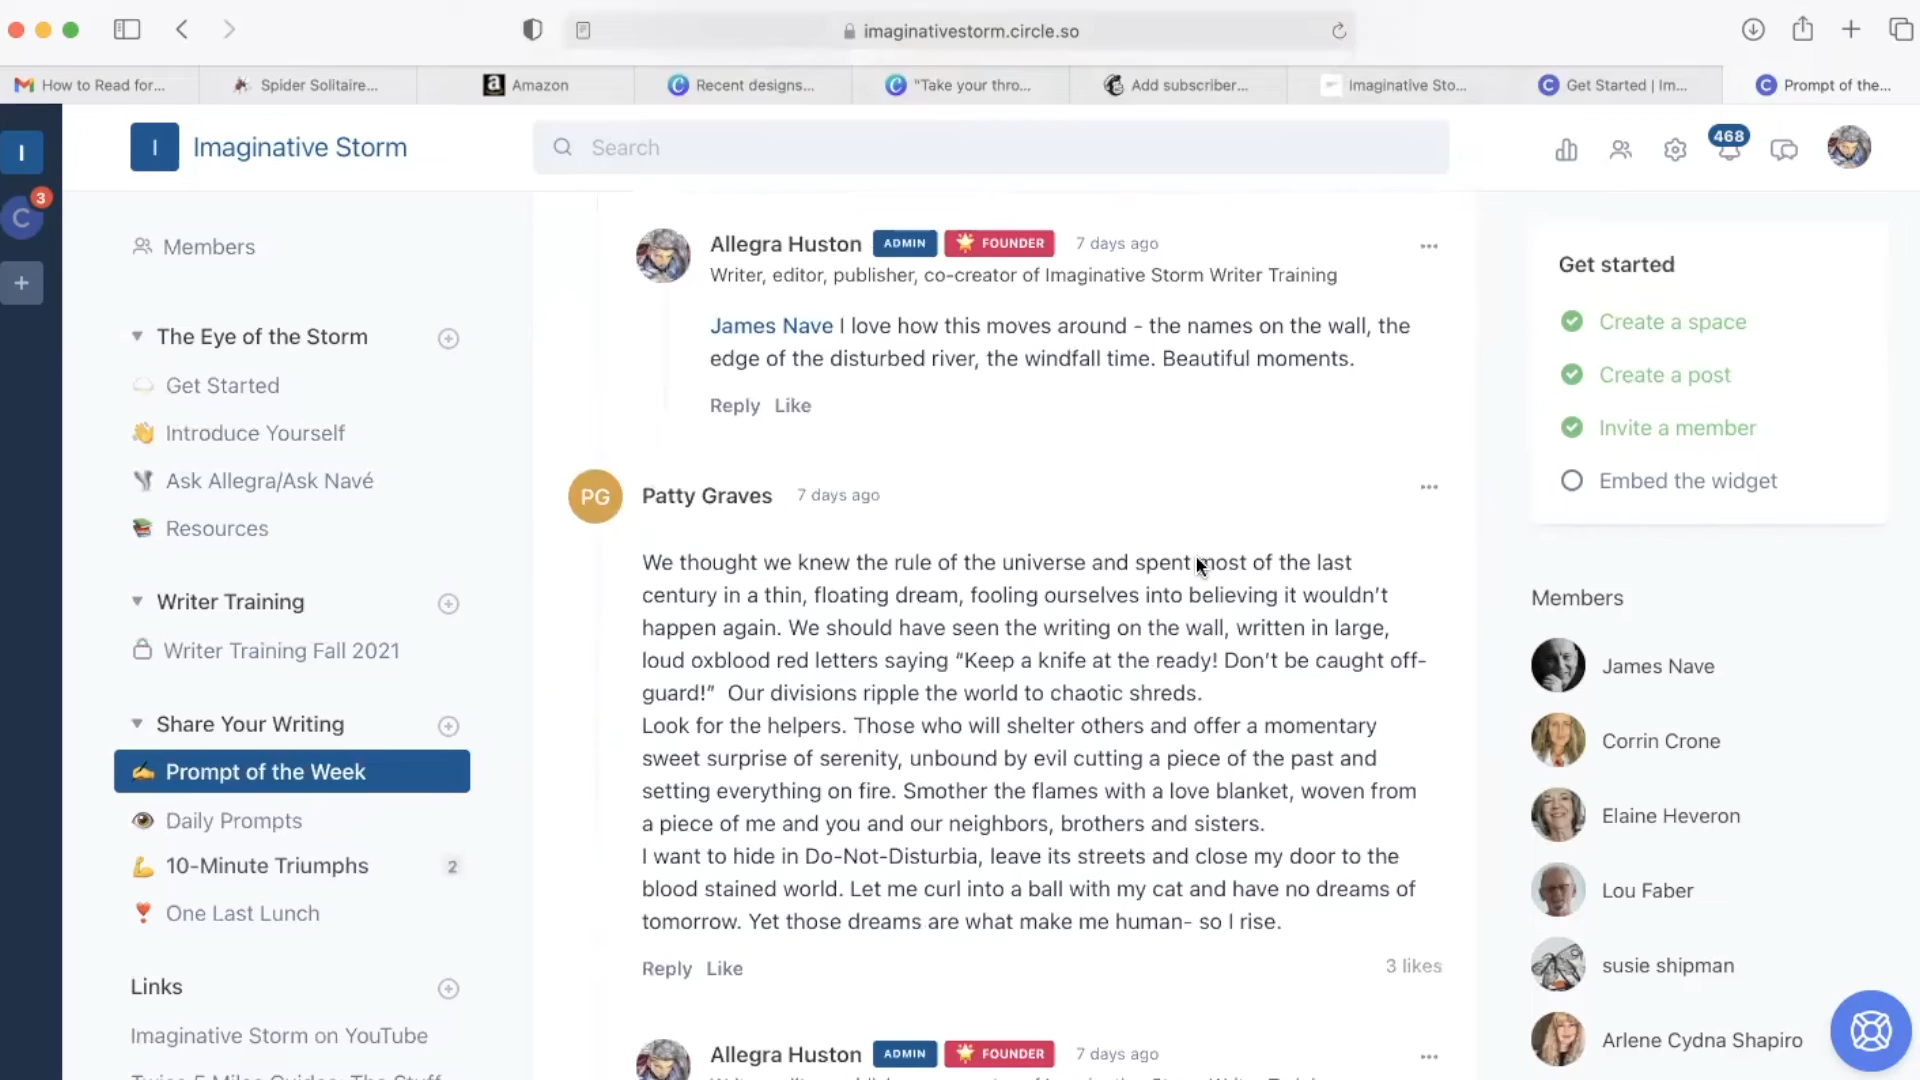 imaginativestorm.circle.so
How to Read for...
Spider Solitaire...
Amazon
Recent designs...
"Take your thro...
Add subscriber...
Imaginative Sto...
Get Started | Im...
Prompt of the...
I
Imaginative Storm
Search
468
I
C
3
Members
The Eye of the Storm
Get Started
Introduce Yourself
Ask Allegra/Ask Navé
Resources
Writer Training
Writer Training Fall 2021
Share Your Writing
Prompt of the Week
Daily Prompts
10-Minute Triumphs 2
One Last Lunch
Links
Imaginative Storm on YouTube
Allegra Huston ADMIN FOUNDER 7 days ago
Writer, editor, publisher, co-creator of Imaginative Storm Writer Training
James Nave I love how this moves around - the names on the wall, the
edge of the disturbed river, the windfall time. Beautiful moments.
Reply Like
PG
Patty Graves 7 days ago
We thought we knew the rule of the universe and spent most of the last
century in a thin, floating dream, fooling ourselves into believing it wouldn’t
happen again. We should have seen the writing on the wall, written in large,
loud oxblood red letters saying “Keep a knife at the ready! Don’t be caught off-
guard!” Our divisions ripple the world to chaotic shreds.
Look for the helpers. Those who will shelter others and offer a momentary
sweet surprise of serenity, unbound by evil cutting a piece of the past and
setting everything on fire. Smother the flames with a love blanket, woven from
a piece of me and you and our neighbors, brothers and sisters.
I want to hide in Do-Not-Disturbia, leave its streets and close my door to the
blood stained world. Let me curl into a ball with my cat and have no dreams of
tomorrow. Yet those dreams are what make me human- so I rise.
Reply Like
3 likes
Allegra Huston ADMIN FOUNDER 7 days ago
Get started
Create a space
Create a post
Invite a member
Embed the widget
Members
James Nave
Corrin Crone
Elaine Heveron
Lou Faber
susie shipman
Arlene Cydna Shapiro